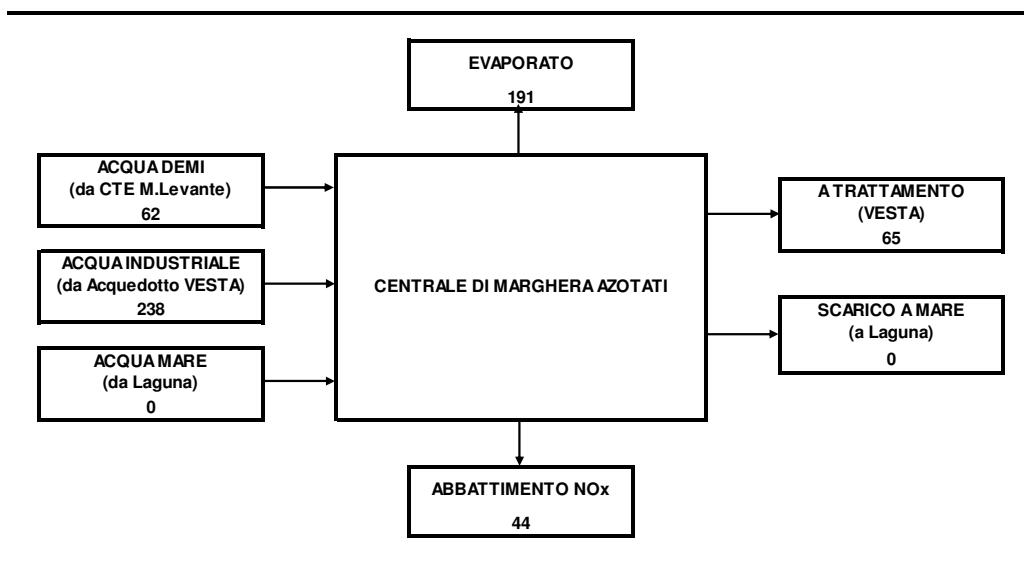 EVAPORATO
191
ACQUA DEMI
(da CTE M.Levante)
62
ACQUA INDUSTRIALE
(da Acquedotto VESTA)
238
ACQUA MARE
(da Laguna)
0
CENTRALE DI MARGHERA AZOTATI
A TRATTAMENTO
(VESTA)
65
SCARICO A MARE
(a Laguna)
0
ABBATTIMENTO NOx
44